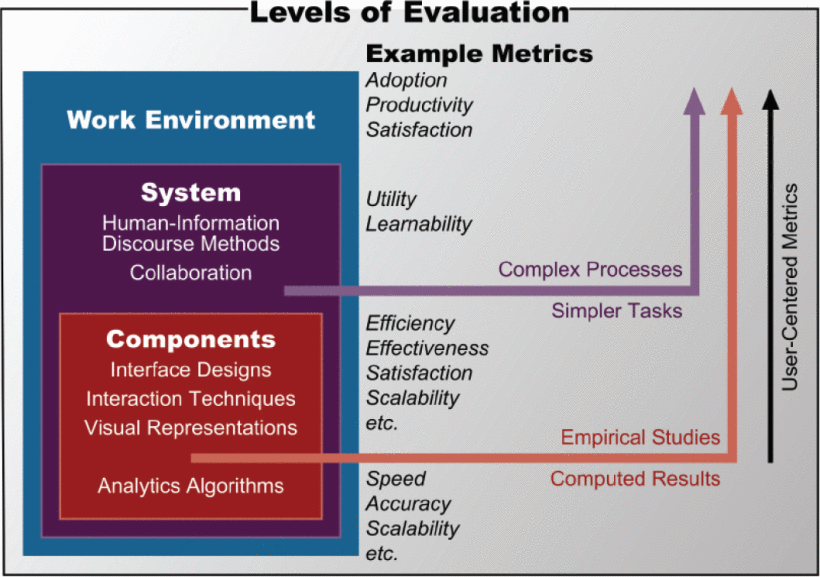 Levels of Evaluation
Example Metrics
Adoption
Productivity
Satisfaction
Work Environment
System
Human-Information
Discourse Methods
Collaboration
Utility
Learnability
Complex Processes
Simpler Tasks
Components
Interface Designs
Interaction Techniques
Visual Representations
Analytics Algorithms
Efficiency
Effectiveness
Satisfaction
Scalability
etc.
Empirical Studies
Computed Results
Speed
Accuracy
Scalability
etc.
User-Centered Metrics